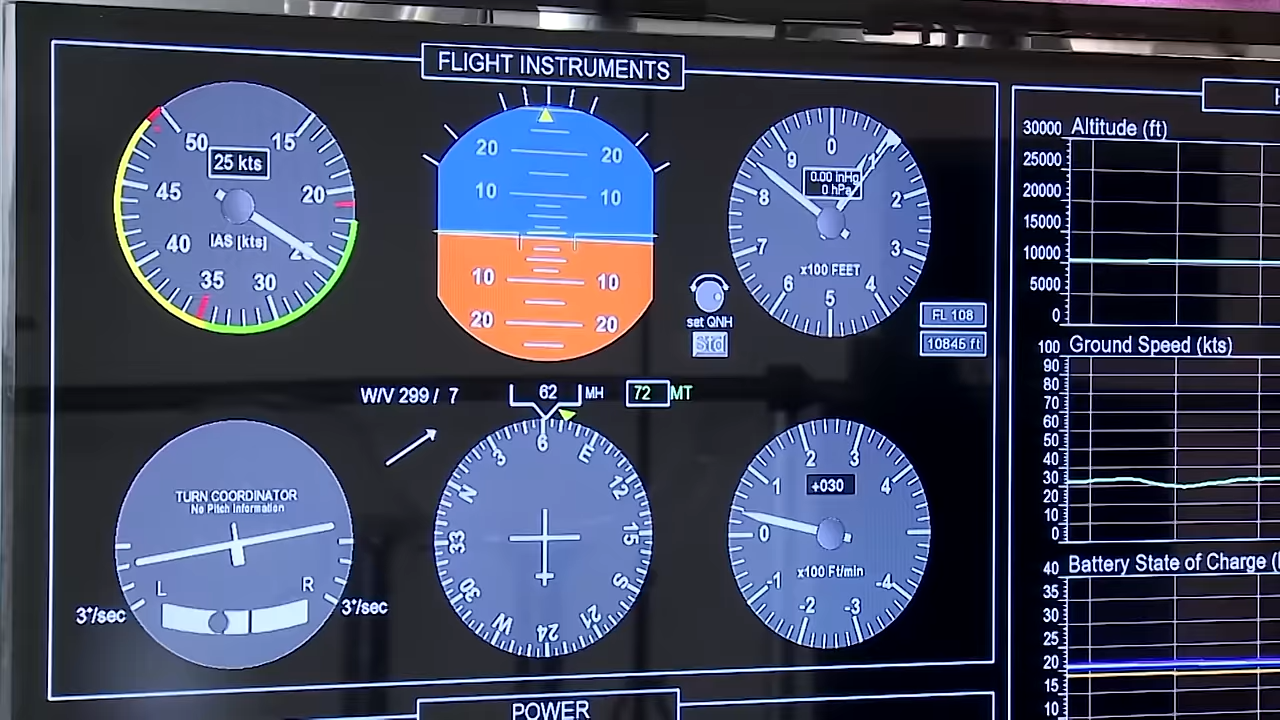 FLIGHT INSTRUMENTS
50 15
25 kts
45 20
40 IAS [kts] 25
35 30
20 20
10 10
10 10
20 20
0
9 1
0.00 inHg
0 hPa
8 2
7 3
x100 FEET
6 4
5
set QNH
Std
FL 108
10845 ft
W/V 299 / 7
62 MH
72 MT
TURN COORDINATOR
No Pitch Information
L R
3°/sec 3°/sec
6
3 E
N 12
33 15
30 S
W 21
24
2 3
1 +030 4
0
x100 Ft/min
-1 -4
-2 -3
POWER
Altitude (ft)
30000
25000
20000
15000
10000
5000
0
Ground Speed (kts)
100
90
80
70
60
50
40
30
20
10
0
Battery State of Charge
40
35
30
25
20
15
10